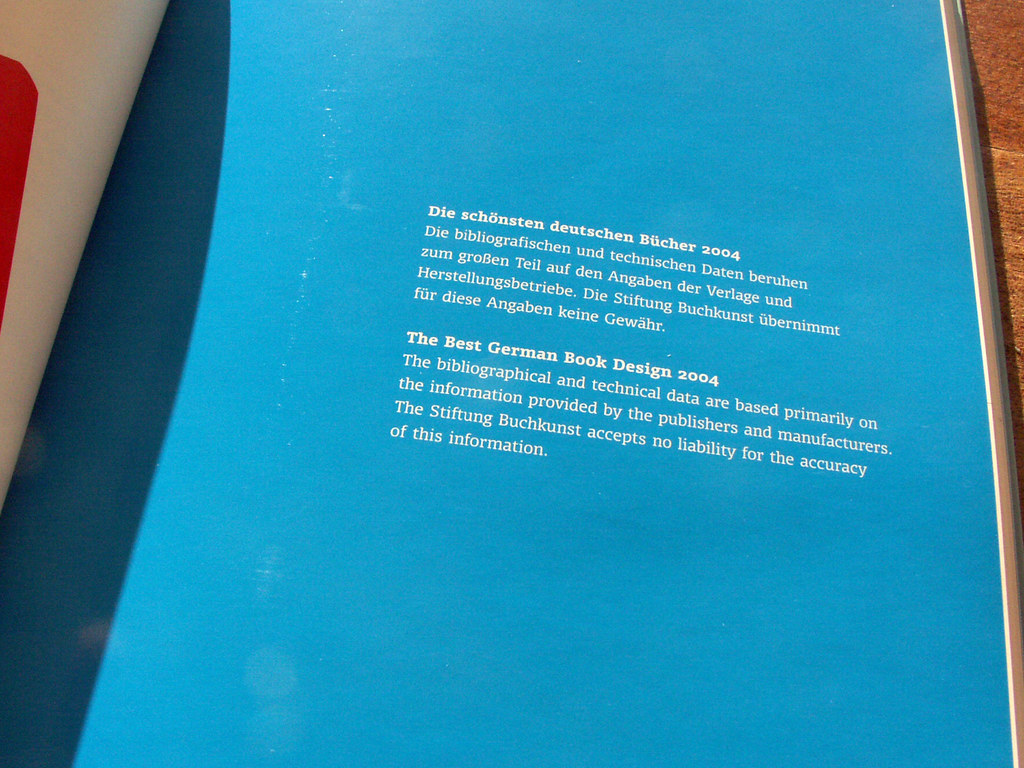 Die schönsten deutschen Bücher 2004
Die bibliografischen und technischen Daten beruhen
zum großen Teil auf den Angaben der Verlage und
Herstellungsbetriebe. Die Stiftung Buchkunst übernimmt
für diese Angaben keine Gewähr.
The Best German Book Design 2004
The bibliographical and technical data are based primarily on
the information provided by the publishers and manufacturers.
The Stiftung Buchkunst accepts no liability for the accuracy
of this information.